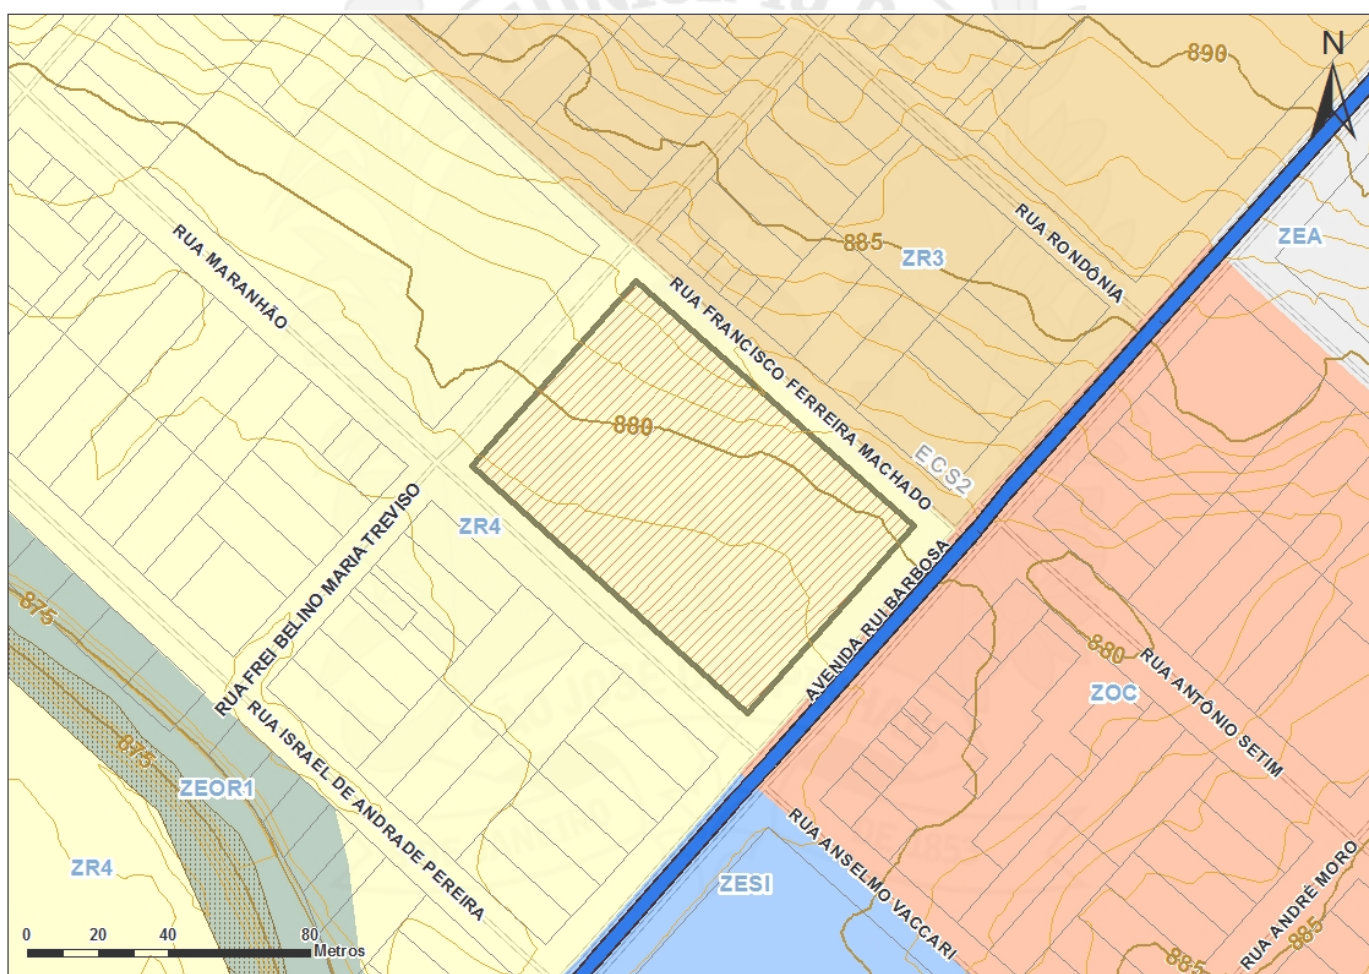 890
N
RUA RONDÔNIA
ZEA
RUA MARANHÃO
885
ZR3
RUA FRANCISCO FERREIRA MACHADO
880
ECS2
ZR4
RUA FREI BELINO MARIA TREVISO
AVENIDA RUI BARBOSA
875
880
RUA ANTÔNIO SETIM
ZOC
875
ZEOR1
RUA ISRAEL DE ANDRADE PEREIRA
ZR4
ZESI
RUA ANSELMO VACCARI
RUA ANDRÉ MORO
885
885
0 20 40 80
Metros